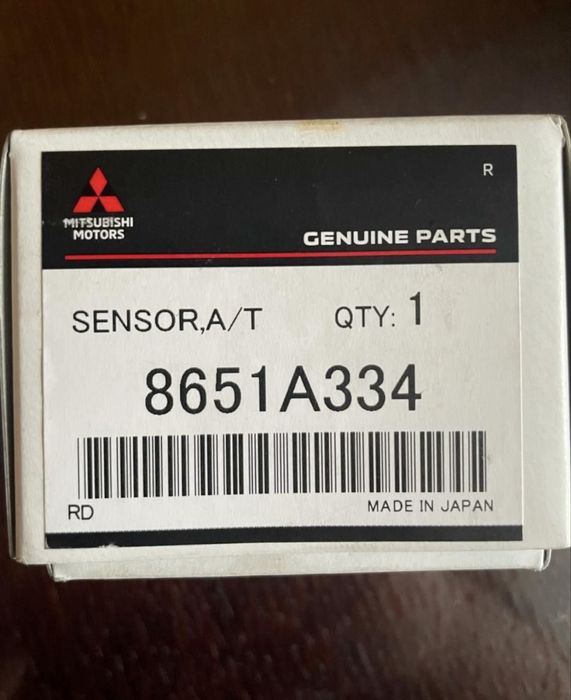 R
MITSUBISHI
MOTORS
GENUINE PARTS
SENSOR,A/T QTY: 1
8651A334
RD MADE IN JAPAN